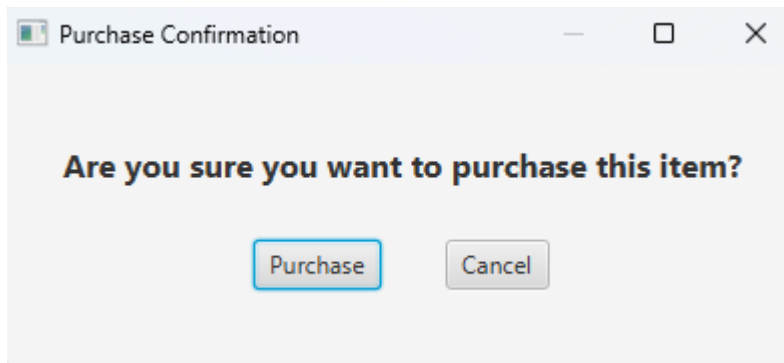 Purchase Confirmation
Are you sure you want to purchase this item?
Purchase Cancel